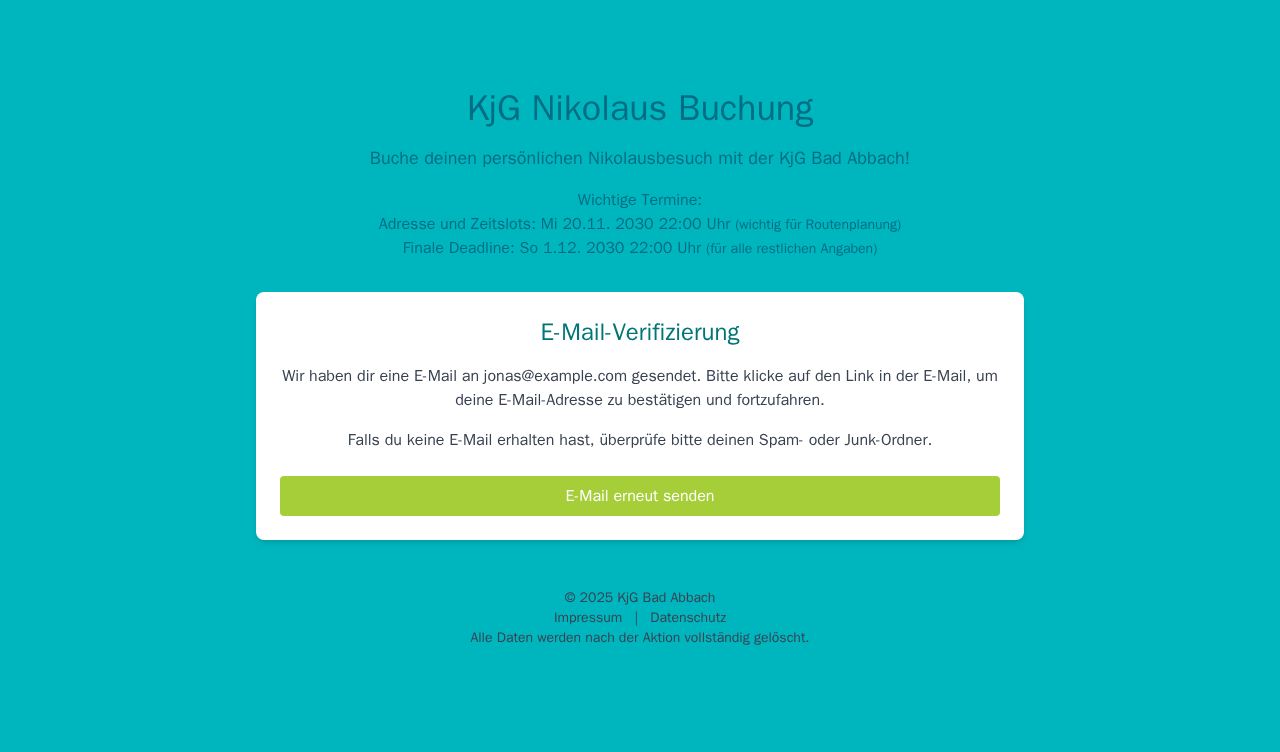 KjG Nikolaus Buchung
Buche deinen persönlichen Nikolausbesuch mit der KjG Bad Abbach!
Wichtige Termine:
Adresse und Zeitslots: Mi 20.11. 2030 22:00 Uhr (wichtig für Routenplanung)
Finale Deadline: So 1.12. 2030 22:00 Uhr (für alle restlichen Angaben)
E-Mail-Verifizierung
Wir haben dir eine E-Mail an jonas@example.com gesendet. Bitte klicke auf den Link in der E-Mail, um
deine E-Mail-Adresse zu bestätigen und fortzufahren.
Falls du keine E-Mail erhalten hast, überprüfe bitte deinen Spam- oder Junk-Ordner.
E-Mail erneut senden
© 2025 KjG Bad Abbach
Impressum | Datenschutz
Alle Daten werden nach der Aktion vollständig gelöscht.